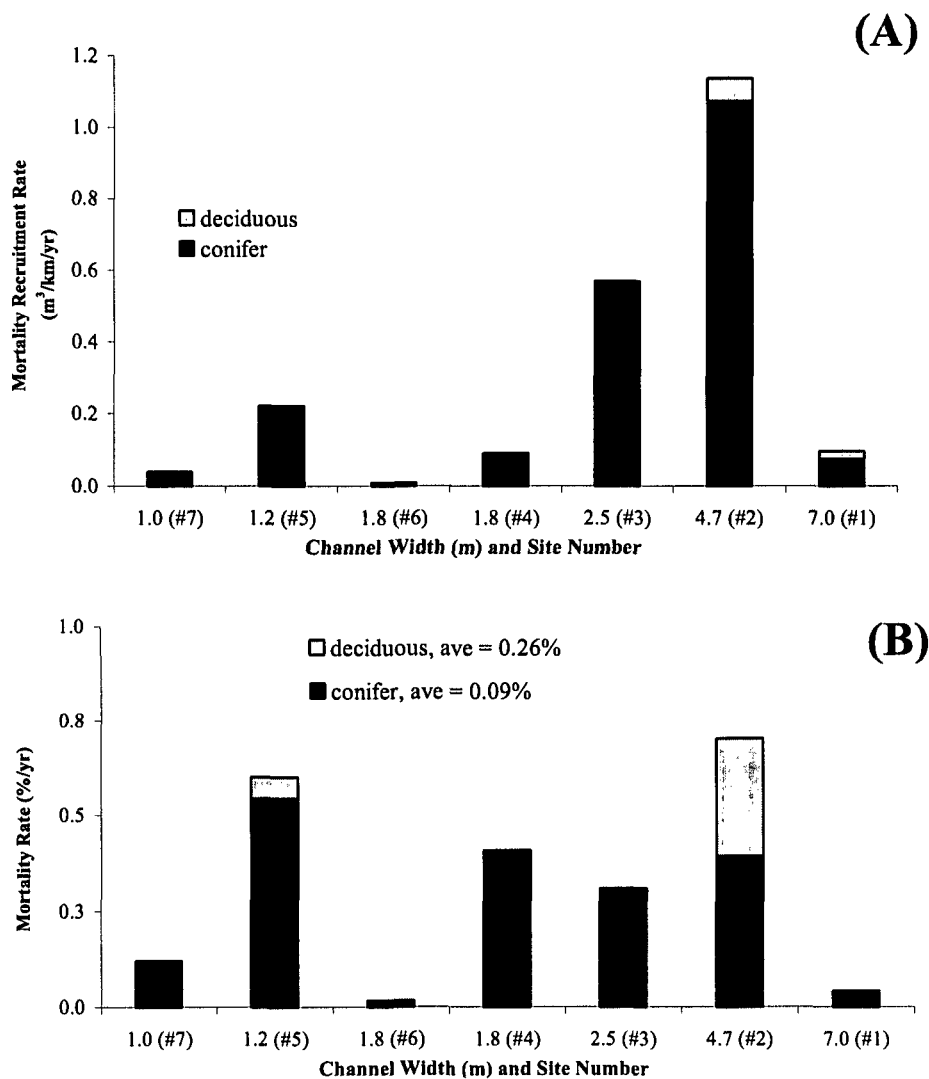 (A)
1.2
1.0
0.8
0.6
0.4
0.2
0.0
Mortality Recruitment Rate
(m³/km/yr)
deciduous
conifer
1.0 (#7) 1.2 (#5) 1.8 (#6) 1.8 (#4) 2.5 (#3) 4.7 (#2) 7.0 (#1)
Channel Width (m) and Site Number
(B)
1.0
0.8
0.5
0.3
0.0
Mortality Rate (%/yr)
deciduous, ave = 0.26%
conifer, ave = 0.09%
1.0 (#7) 1.2 (#5) 1.8 (#6) 1.8 (#4) 2.5 (#3) 4.7 (#2) 7.0 (#1)
Channel Width (m) and Site Number